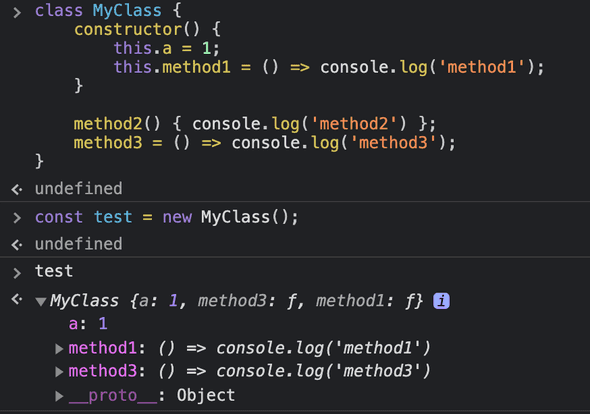 class MyClass {
constructor() {
this.a = 1;
this.method1 = () => console.log('method1');
}
method2() { console.log('method2') };
method3 = () => console.log('method3');
}
undefined
const test = new MyClass();
undefined
test
MyClass {a: 1, method3: ƒ, method1: ƒ} i
a: 1
method1: () => console.log('method1')
method3: () => console.log('method3')
__proto__: Object